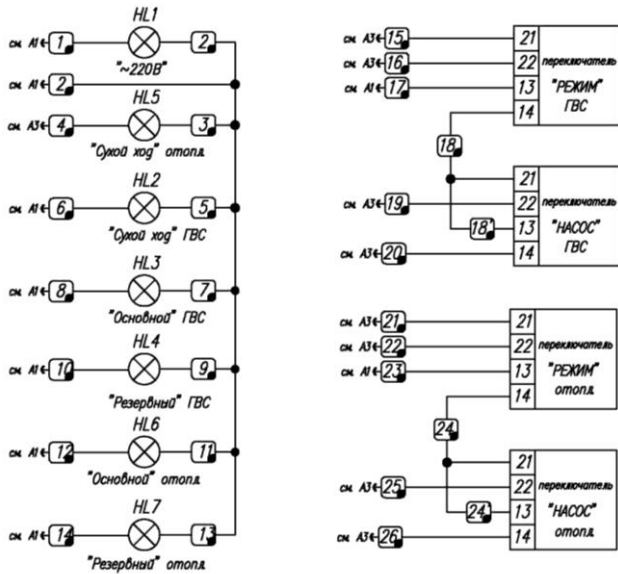 HL1
см. А1 1 2
"~220В"
см. А1 2
HL5
см. А3 4 3
"Сухой ход" отопл.
HL2
см. А1 6 5
"Сухой ход" ГВС
HL3
см. А1 8 7
"Основной" ГВС
HL4
см. А1 10 9
"Резервный" ГВС
HL6
см. А1 12 11
"Основной" отопл.
HL7
см. А1 14 13
"Резервный" отопл.
см. А3 15 21
см. А3 16 22 переключатель
см. А1 17 13 "РЕЖИМ"
14 ГВС
18
21
см. А3 19 22 переключатель
18' 13 "НАСОС"
см. А3 20 14 ГВС
см. А3 21 21
см. А3 22 22 переключатель
см. А1 23 13 "РЕЖИМ"
14 отопл.
24
21
см. А3 25 22 переключатель
24' 13 "НАСОС"
см. А3 26 14 отопл.